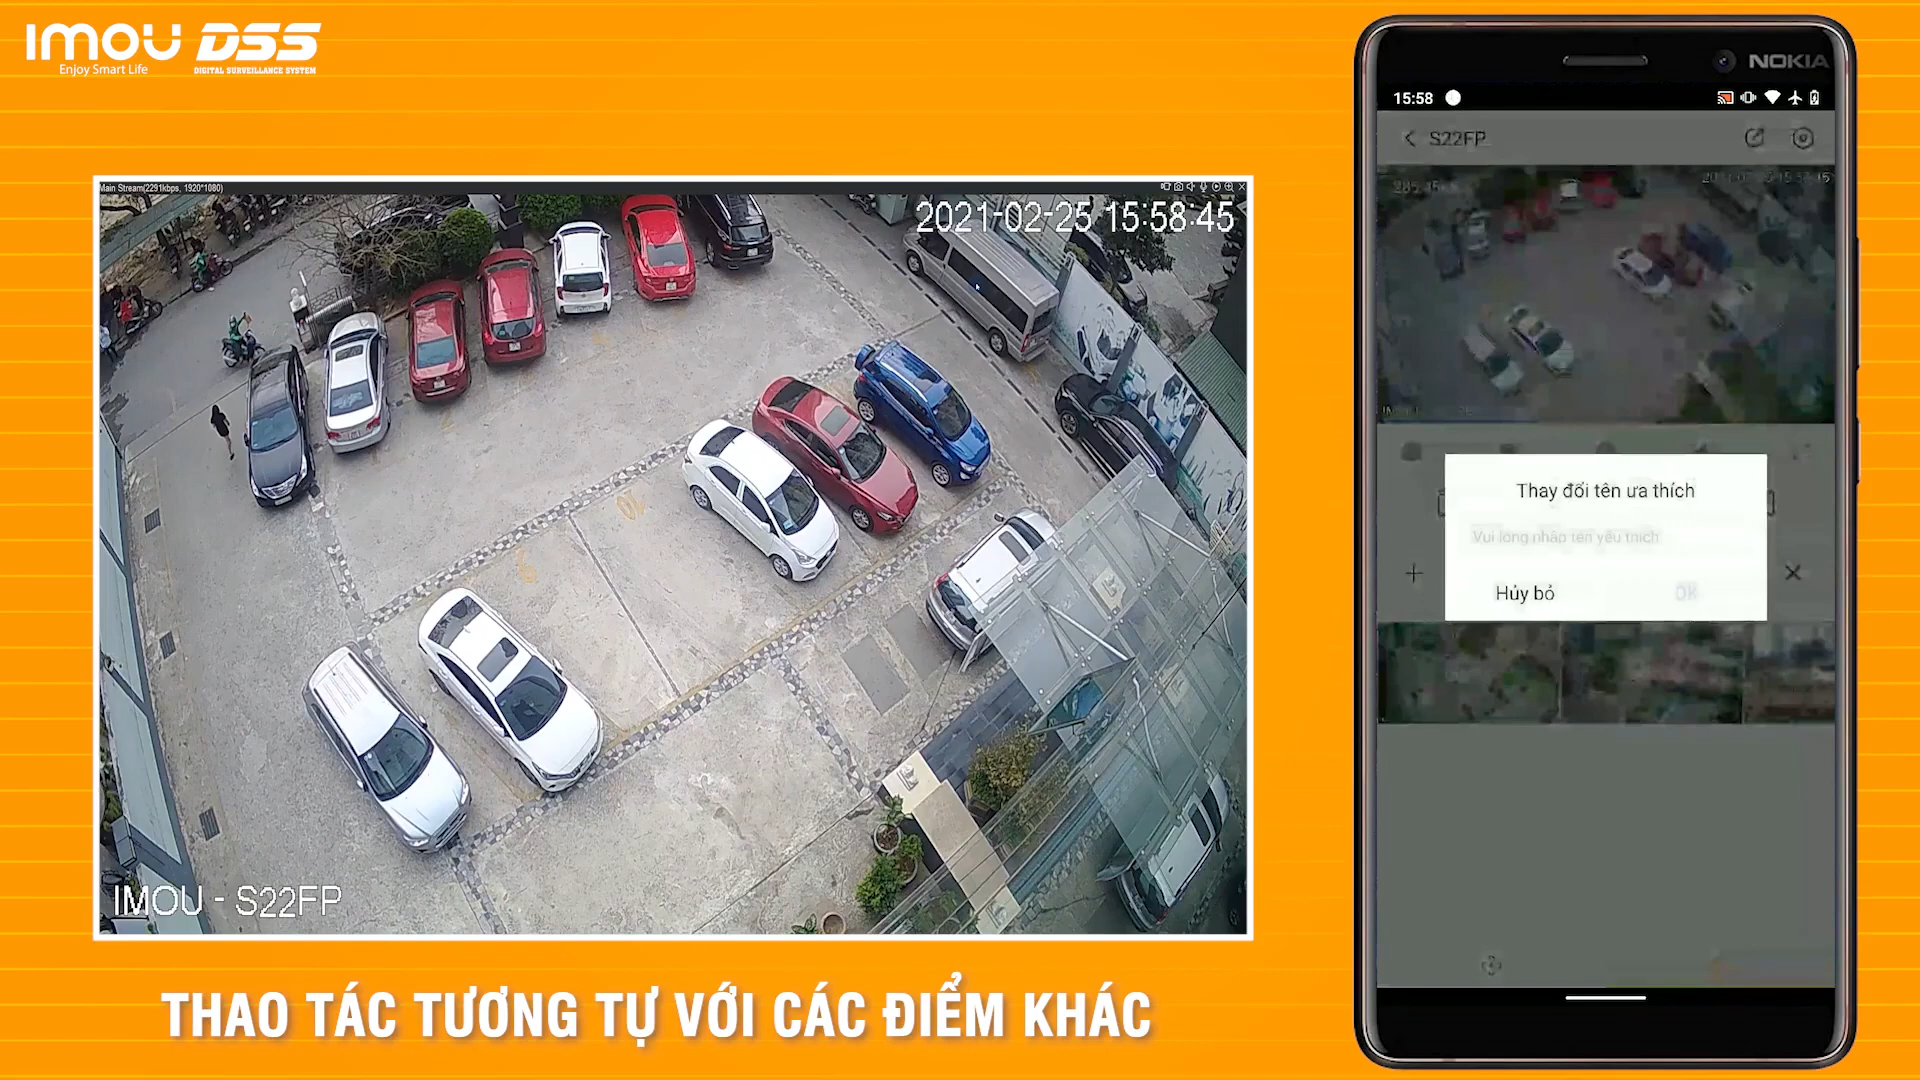 imou DSS
Enjoy Smart Life
DIGITAL SURVEILLANCE SYSTEM
Main Stream(2291kbps, 1920*1080)
2021-02-25 15:58:45
IMOU - S22FP
THAO TÁC TƯƠNG TỰ VỚI CÁC ĐIỂM KHÁC
NOKIA
15:58
S22FP
Thay đổi tên ưa thích
Vui lòng nhập tên yêu thích
Hủy bỏ
OK